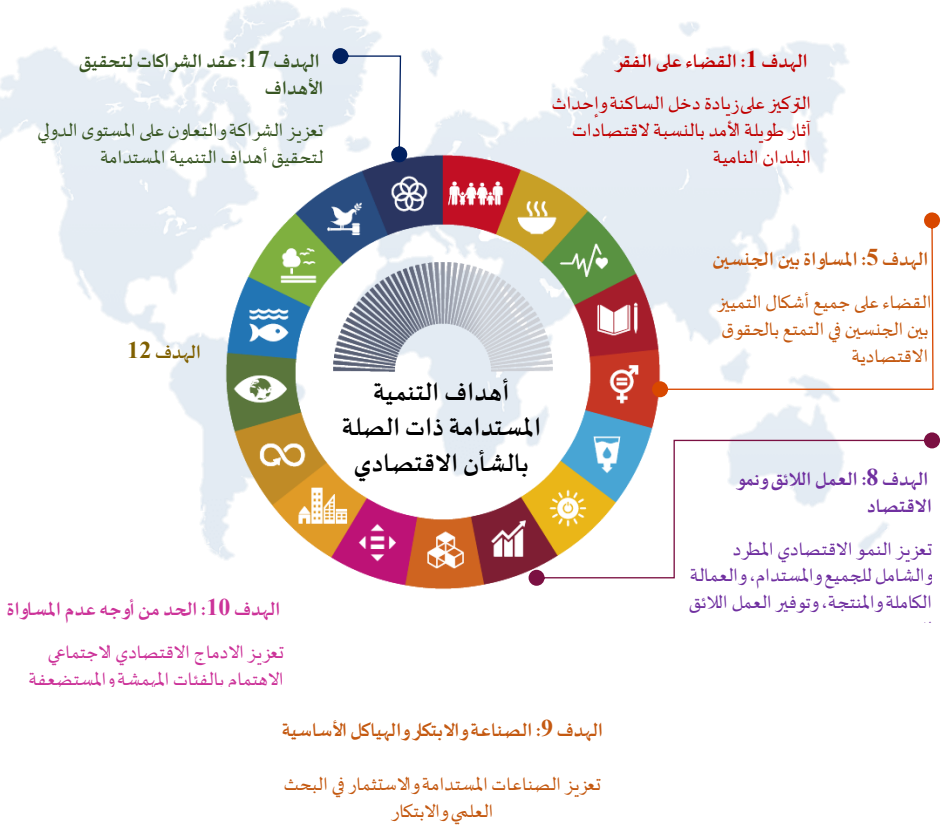 الهدف 1: القضاء على الفقر
التركيز على زيادة دخل الساكنة وإحداث
آثار طويلة الأمد بالنسبة لاقتصادات
البلدان النامية
الهدف 5: المساواة بين الجنسين
القضاء على جميع أشكال التمييز
بين الجنسين في التمتع بالحقوق
الاقتصادية
الهدف 8: العمل اللائق ونمو
الاقتصاد
تعزيز النمو الاقتصادي المطرد
والشامل للجميع والمستدام، والعمالة
الكاملة والمنتجة، وتوفير العمل اللائق
الهدف 9: الصناعة والابتكار والهياكل الأساسية
تعزيز الصناعات المستدامة والاستثمار في البحث
العلمي والابتكار
الهدف 10: الحد من أوجه عدم المساواة
تعزيز الادماج الاقتصادي الاجتماعي
الاهتمام بالفئات المهمشة والمستضعفة
الهدف 12
الهدف 17: عقد الشراكات لتحقيق
الأهداف
تعزيز الشراكة والتعاون على المستوى الدولي
لتحقيق أهداف التنمية المستدامة
أهداف التنمية
المستدامة ذات الصلة
بالشأن الاقتصادي